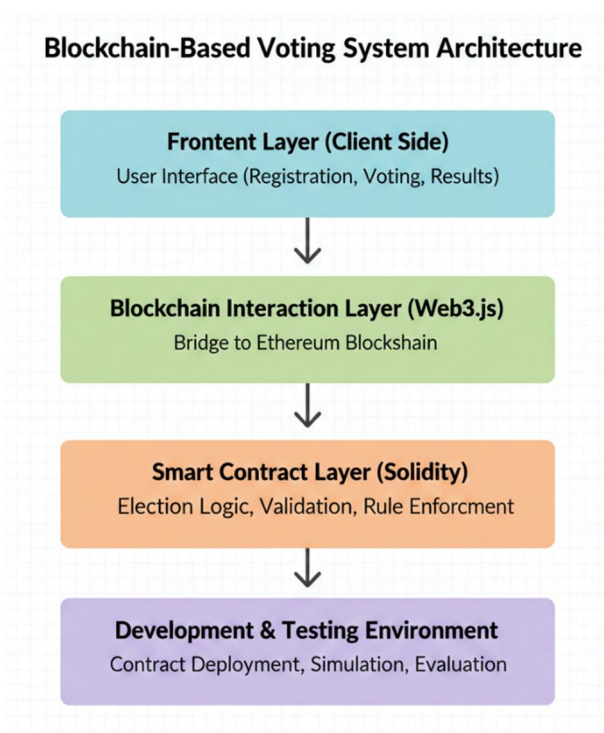 Blockchain-Based Voting System Architecture
Frontent Layer (Client Side)
User Interface (Registration, Voting, Results)
Blockchain Interaction Layer (Web3.js)
Bridge to Ethereum Blockshain
Smart Contract Layer (Solidity)
Election Logic, Validation, Rule Enforcment
Development & Testing Environment
Contract Deployment, Simulation, Evaluation